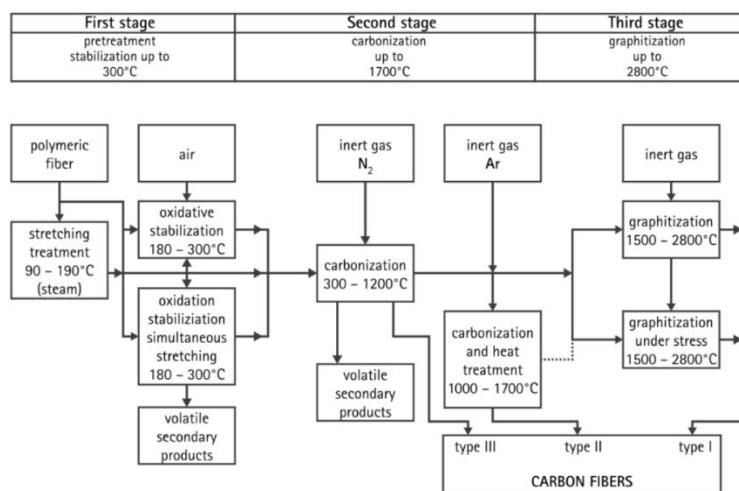 First stage
pretreatment
stabilization up to
300°C
Second stage
carbonization
up to
1700°C
Third stage
graphitization
up to
2800°C
polymeric
fiber
air
inert gas
N2
inert gas
Ar
inert gas
stretching
treatment
90 – 190°C
(steam)
oxidative
stabilization
180 – 300°C
oxidation
stabiliziation
simultaneous
stretching
180 – 300°C
volatile
secondary
products
carbonization
300 – 1200°C
volatile
secondary
products
carbonization
and heat
treatment
1000 – 1700°C
graphitization
1500 – 2800°C
graphitization
under stress
1500 – 2800°C
type III
type II
type I
CARBON FIBERS